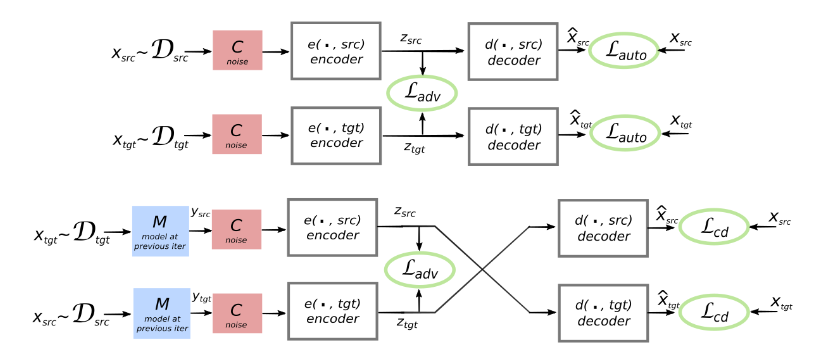 x_src ~ 𝒟_src
C
noise
e(·, src)
encoder
z_src
d(·, src)
decoder
x̂_src
ℒ_auto
x_src
ℒ_adv
x_tgt ~ 𝒟_tgt
C
noise
e(·, tgt)
encoder
z_tgt
d(·, tgt)
decoder
x̂_tgt
ℒ_auto
x_tgt
x_tgt ~ 𝒟_tgt
M
model at
previous iter
y_src
C
noise
e(·, src)
encoder
z_src
d(·, src)
decoder
x̂_src
ℒ_cd
x_src
ℒ_adv
x_src ~ 𝒟_src
M
model at
previous iter
y_tgt
C
noise
e(·, tgt)
encoder
z_tgt
d(·, tgt)
decoder
x̂_tgt
ℒ_cd
x_tgt